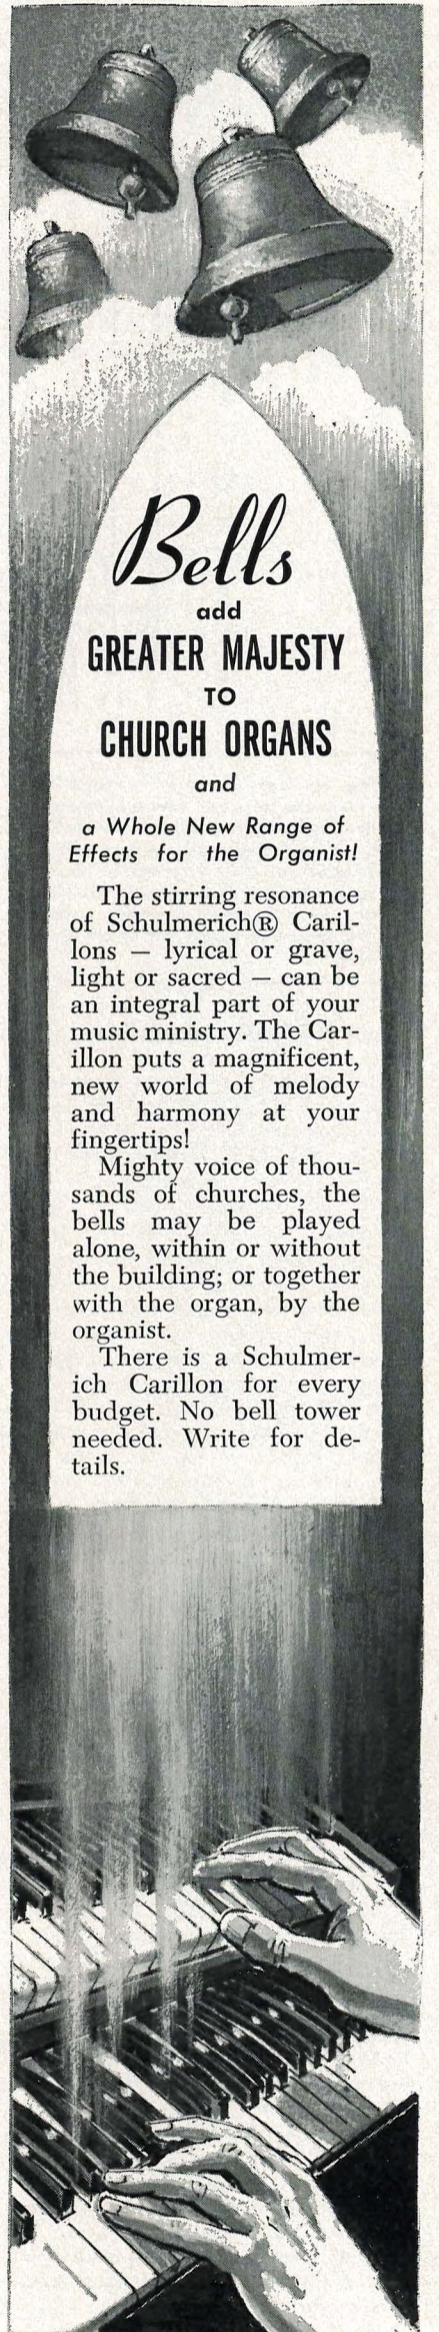 Bells
add
GREATER MAJESTY
TO
CHURCH ORGANS
and
a Whole New Range of
Effects for the Organist!
The stirring resonance
of Schulmerich® Caril-
lons — lyrical or grave,
light or sacred — can be
an integral part of your
music ministry. The Car-
illon puts a magnificent,
new world of melody
and harmony at your
fingertips!
Mighty voice of thou-
sands of churches, the
bells may be played
alone, within or without
the building; or together
with the organ, by the
organist.
There is a Schulmer-
ich Carillon for every
budget. No bell tower
needed. Write for de-
tails.